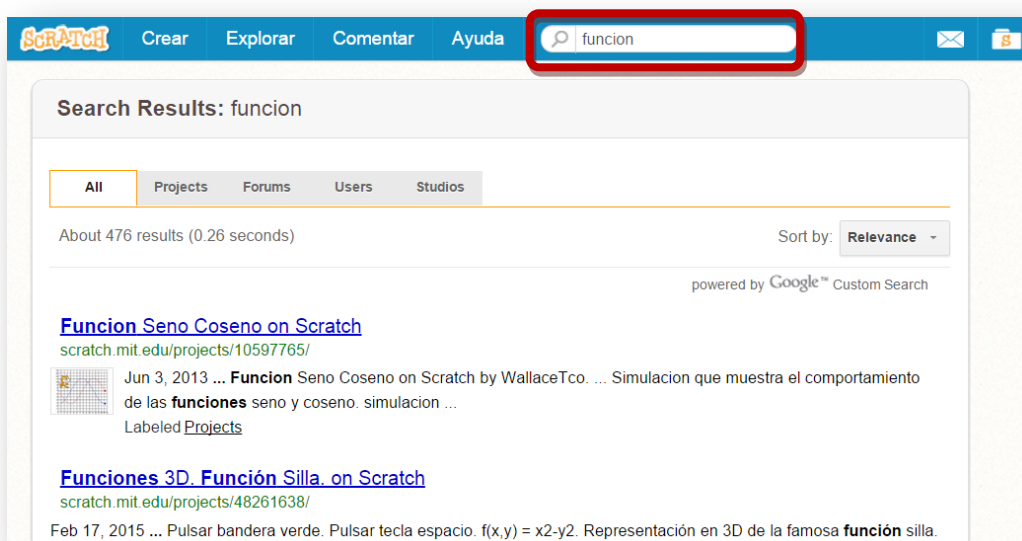 SCRATCH Crear Explorar Comentar Ayuda funcion S
Search Results: funcion
All Projects Forums Users Studios
About 476 results (0.26 seconds) Sort by: Relevance
powered by Google™ Custom Search
Funcion Seno Coseno on Scratch
scratch.mit.edu/projects/10597765/
Jun 3, 2013 ... Funcion Seno Coseno on Scratch by WallaceTco. ... Simulacion que muestra el comportamiento
de las funciones seno y coseno. simulacion ...
Labeled Projects
Funciones 3D. Función Silla. on Scratch
scratch.mit.edu/projects/48261638/
Feb 17, 2015 ... Pulsar bandera verde. Pulsar tecla espacio. f(x,y) = x2-y2. Representación en 3D de la famosa función silla.